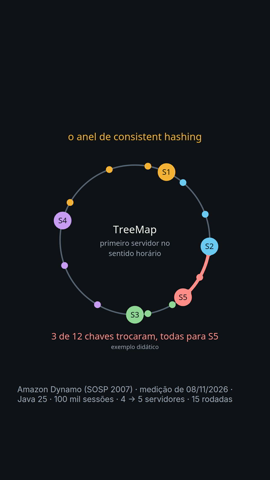 o anel de consistent hashing
S1
S4
S2
TreeMap
primeiro servidor no
sentido horário
S5
S3
3 de 12 chaves trocaram, todas para S5
exemplo didático
Amazon Dynamo (SOSP 2007) · medição de 08/11/2026 ·
Java 25 · 100 mil sessões · 4 → 5 servidores · 15 rodadas